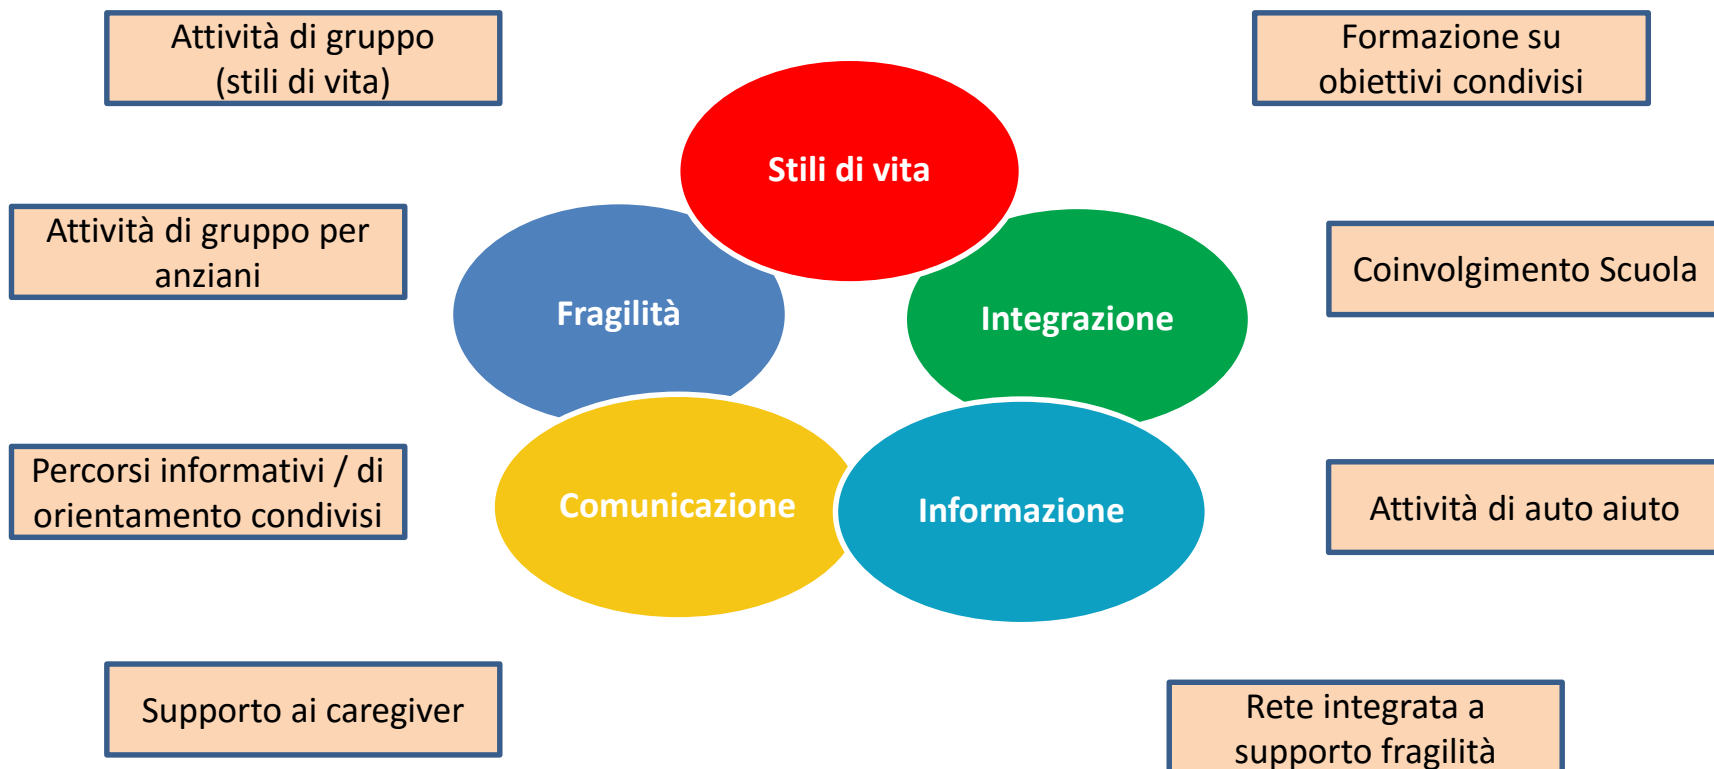 Attività di gruppo
(stili di vita)
Formazione su
obiettivi condivisi
Stili di vita
Attività di gruppo per
anziani
Coinvolgimento Scuola
Fragilità
Integrazione
Percorsi informativi / di
orientamento condivisi
Comunicazione
Informazione
Attività di auto aiuto
Supporto ai caregiver
Rete integrata a
supporto fragilità